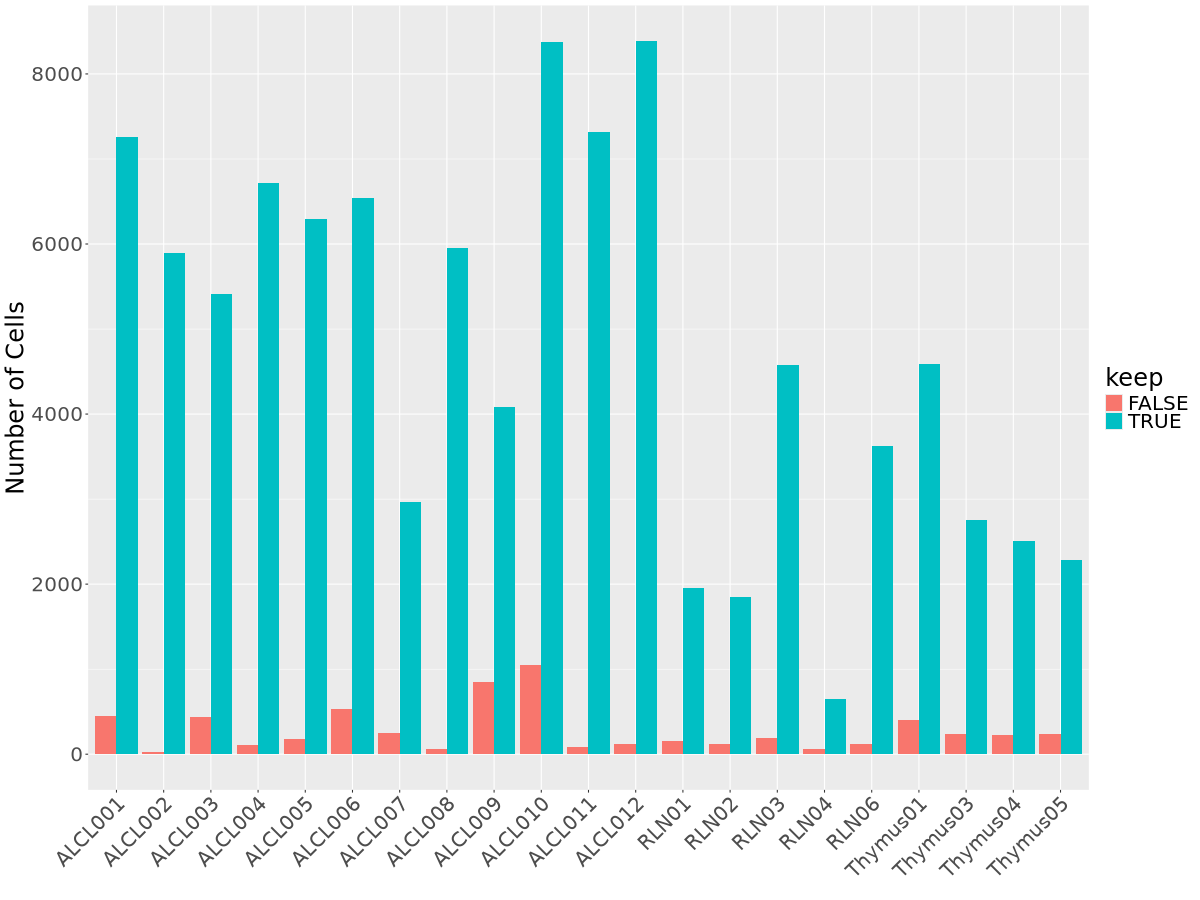 Number of Cells
8000
6000
4000
2000
0
ALCL001
ALCL002
ALCL003
ALCL004
ALCL005
ALCL006
ALCL007
ALCL008
ALCL009
ALCL010
ALCL011
ALCL012
RLN01
RLN02
RLN03
RLN04
RLN06
Thymus01
Thymus03
Thymus04
Thymus05
keep
FALSE
TRUE